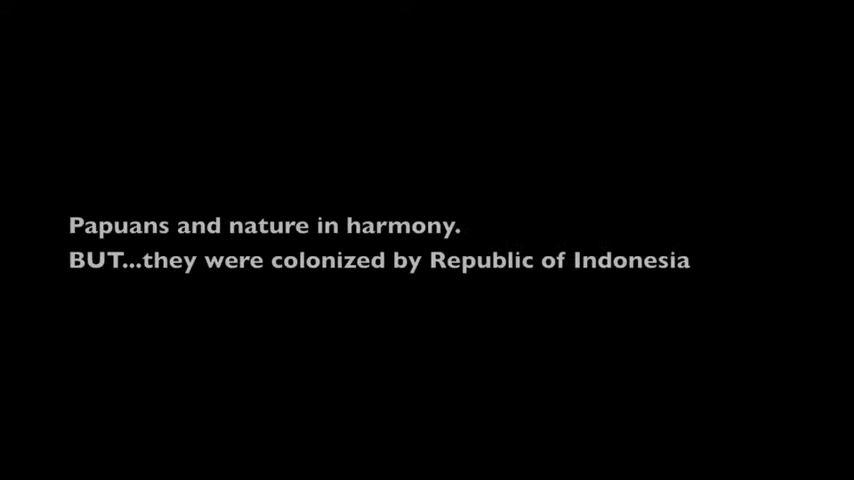 Papuans and nature in harmony.
BUT...they were colonized by Republic of Indonesia